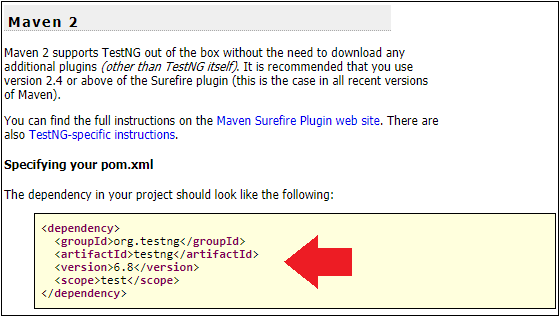 Maven 2
Maven 2 supports TestNG out of the box without the need to download any
additional plugins (other than TestNG itself). It is recommended that you use
version 2.4 or above of the Surefire plugin (this is the case in all recent versions
of Maven).
You can find the full instructions on the Maven Surefire Plugin web site. There are
also TestNG-specific instructions.
Specifying your pom.xml
The dependency in your project should look like the following:
<dependency>
  <groupId>org.testng</groupId>
  <artifactId>testng</artifactId>
  <version>6.8</version>
  <scope>test</scope>
</dependency>